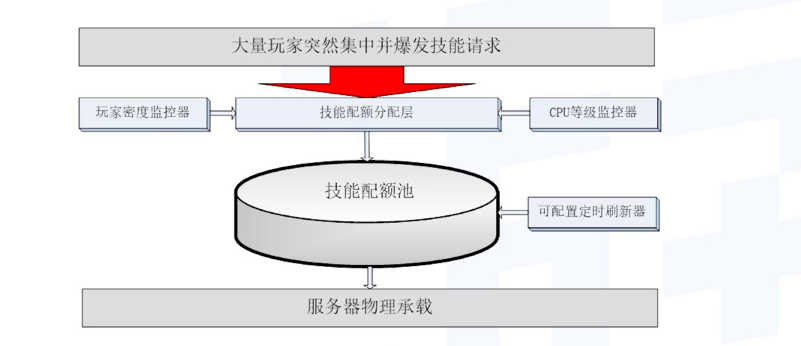 大量玩家突然集中并爆发技能请求
玩家密度监控器
技能配额分配层
CPU等级监控器
技能配额池
可配置定时刷新器
服务器物理承载